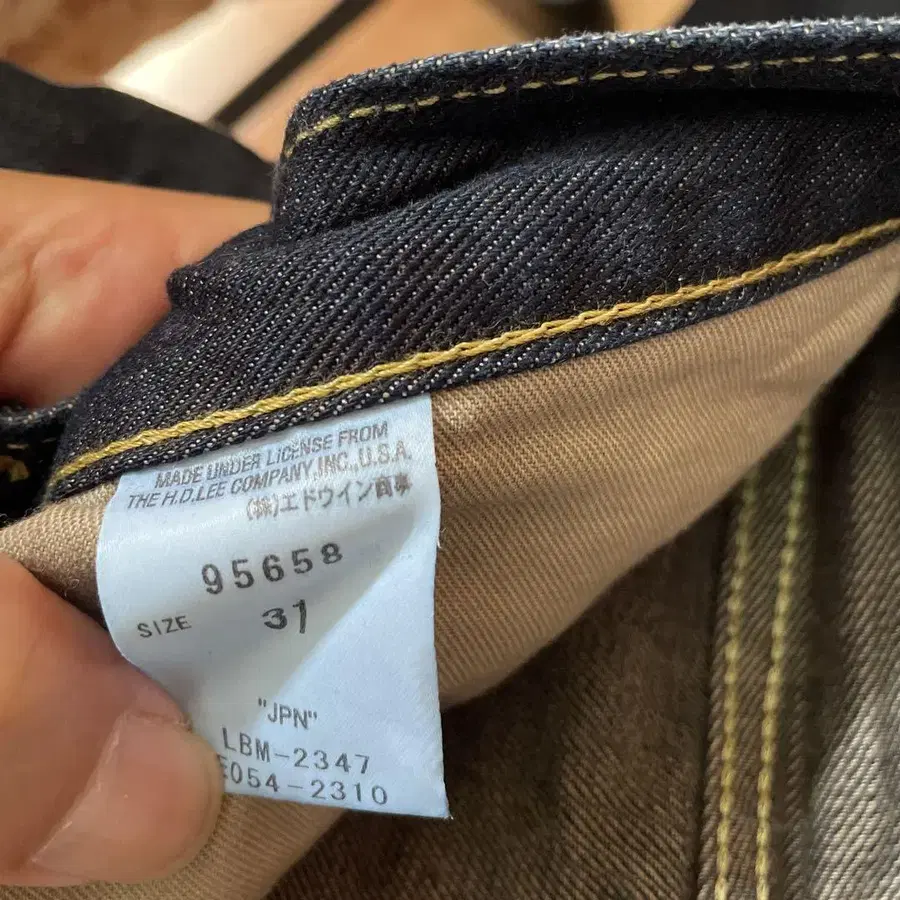 MADE UNDER LICENSE FROM
THE H.D.LEE COMPANY,INC.,U.S.A.
(株)エドウイン商事
95658
SIZE 31
"JPN"
LBM-2347
E054-2310